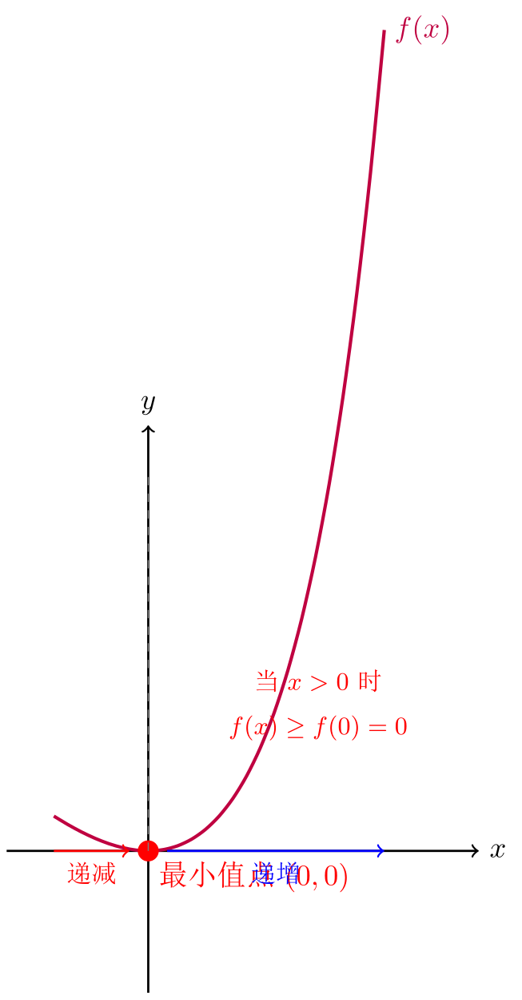 f(x)
y
当 x > 0 时
f(x) ≥ f(0) = 0
x
递减
最小值点 (0, 0)
递增